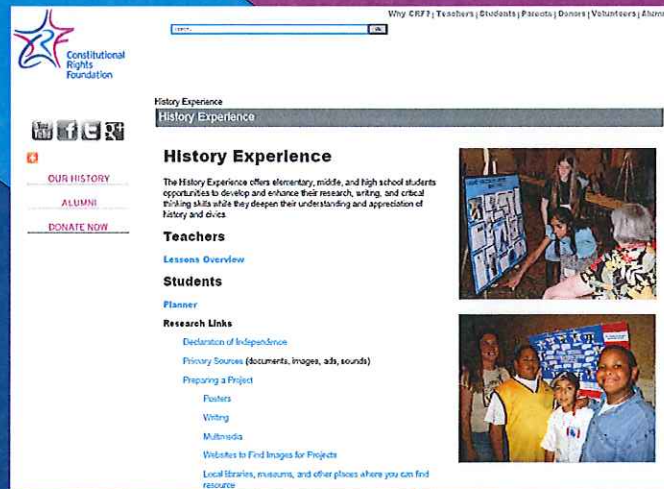 Why CRF? | Teachers | Students | Parents | Donors | Volunteers | Alumni
Constitutional
Rights
Foundation
History Experience
History Experience
OUR HISTORY
ALUMNI
DONATE NOW
History Experience
The History Experience offers elementary, middle, and high school students
opportunities to develop and enhance their research, writing, and critical
thinking skills while they deepen their understanding and appreciation of
history and civics.
Teachers
Lessons Overview
Students
Planner
Research Links
Declaration of Independence
Primary Sources (documents, images, ads, sounds)
Preparing a Project
Posters
Writing
Multimedia
Websites to Find Images for Projects
Local libraries, museums, and other places where you can find
resource